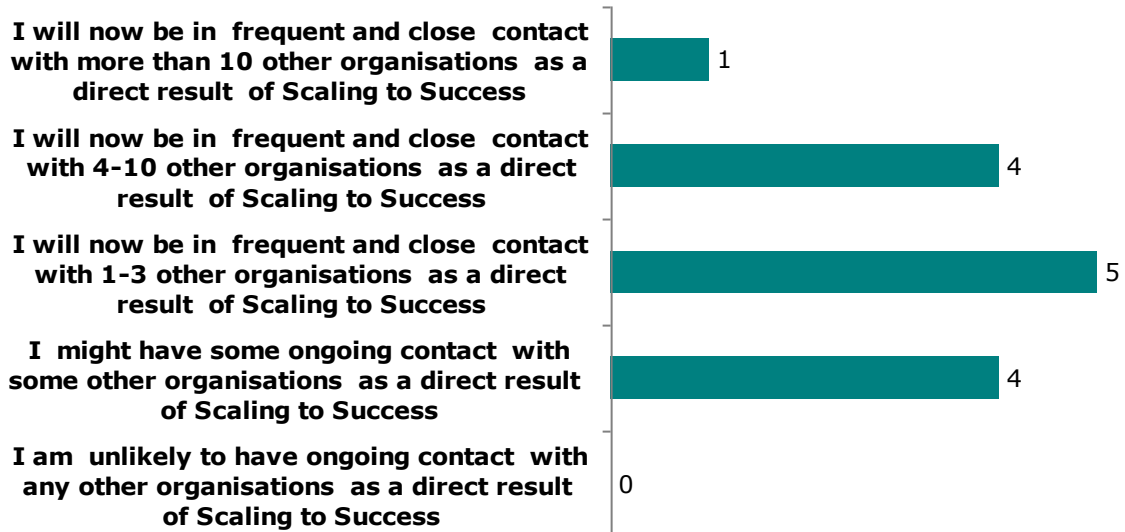 I will now be in frequent and close contact
with more than 10 other organisations as a
direct result of Scaling to Success
1
I will now be in frequent and close contact
with 4-10 other organisations as a direct
result of Scaling to Success
4
I will now be in frequent and close contact
with 1-3 other organisations as a direct
result of Scaling to Success
5
I might have some ongoing contact with
some other organisations as a direct result
of Scaling to Success
4
I am unlikely to have ongoing contact with
any other organisations as a direct result
of Scaling to Success
0